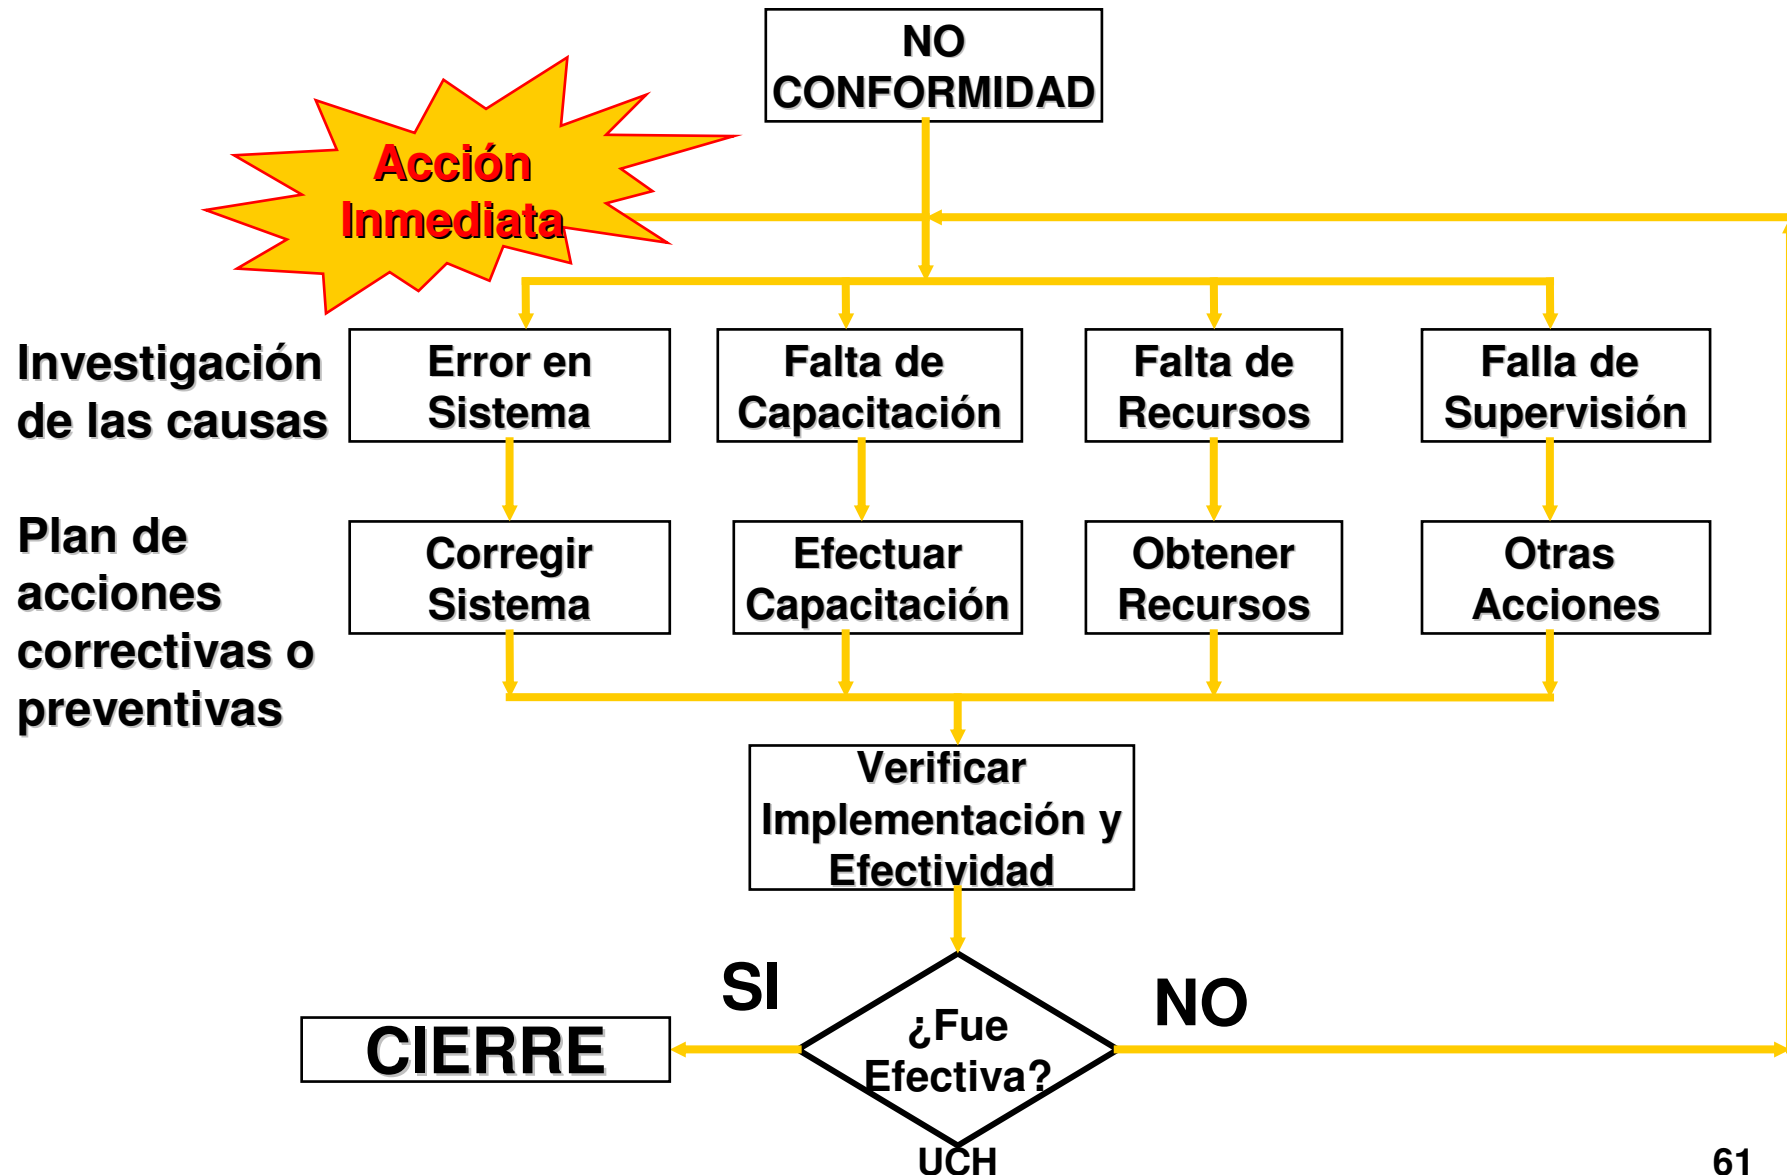 NO
CONFORMIDAD
Acción
Inmediata
Investigación
de las causas
Error en
Sistema
Falta de
Capacitación
Falta de
Recursos
Falla de
Supervisión
Plan de
acciones
correctivas o
preventivas
Corregir
Sistema
Efectuar
Capacitación
Obtener
Recursos
Otras
Acciones
Verificar
Implementación y
Efectividad
SI
NO
¿Fue
Efectiva?
CIERRE
UCH
61